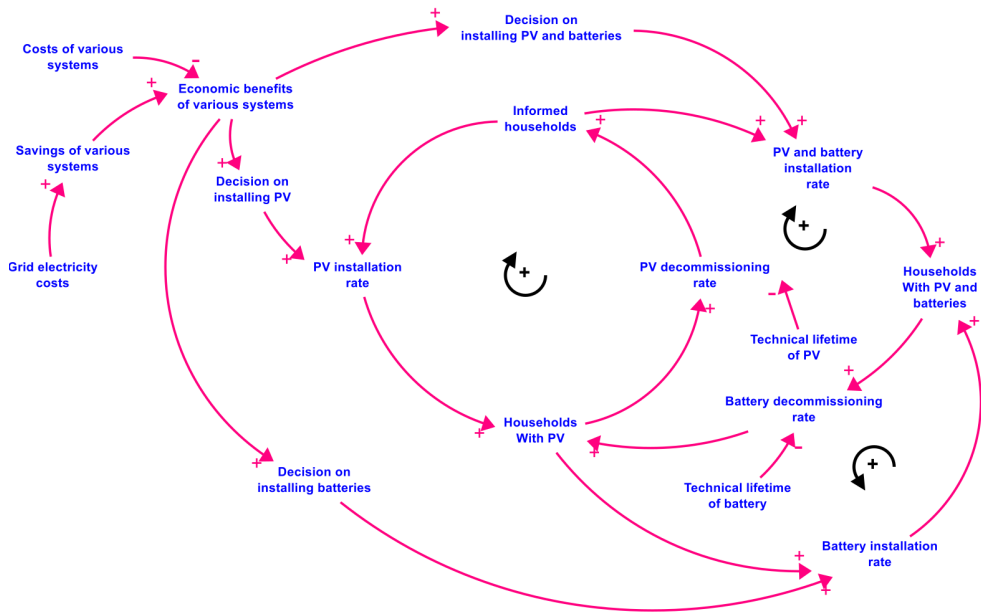 Decision on
installing PV and batteries
Costs of various
systems
Economic benefits
of various systems
Informed
households
Savings of various
systems
PV and battery
installation
rate
Decision on
installing PV
Grid electricity
costs
PV installation
rate
PV decommissioning
rate
Households
With PV and
batteries
Technical lifetime
of PV
Battery decommissioning
rate
Households
With PV
Decision on
installing batteries
Technical lifetime
of battery
Battery installation
rate